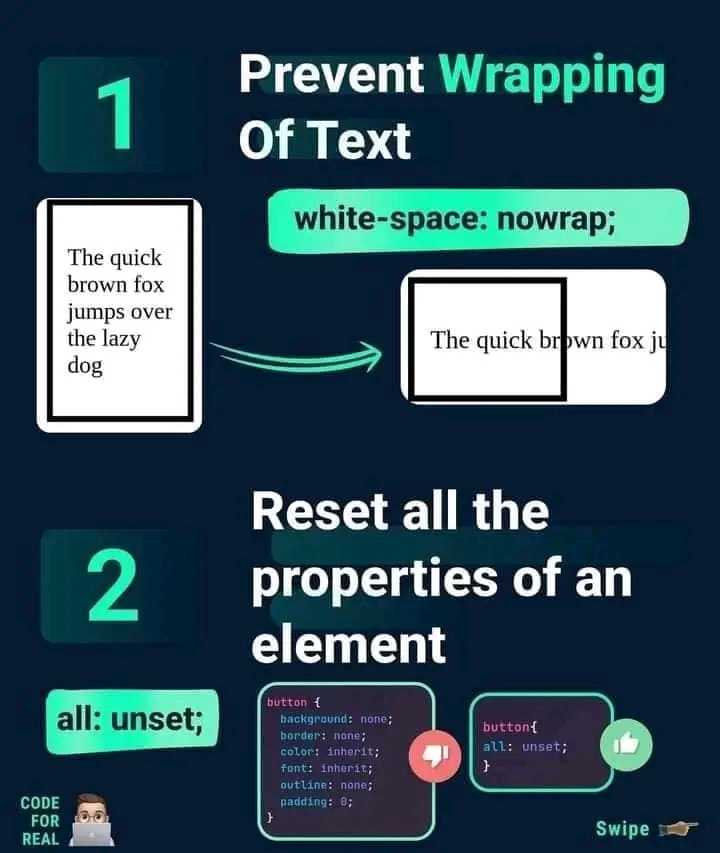 1
Prevent Wrapping
Of Text
white-space: nowrap;
The quick
brown fox
jumps over
the lazy
dog
The quick brown fox ju
2
Reset all the
properties of an
element
all: unset;
button {
background: none;
border: none;
color: inherit;
font: inherit;
outline: none;
padding: 0;
}
button{
all: unset;
}
CODE
FOR
REAL
Swipe